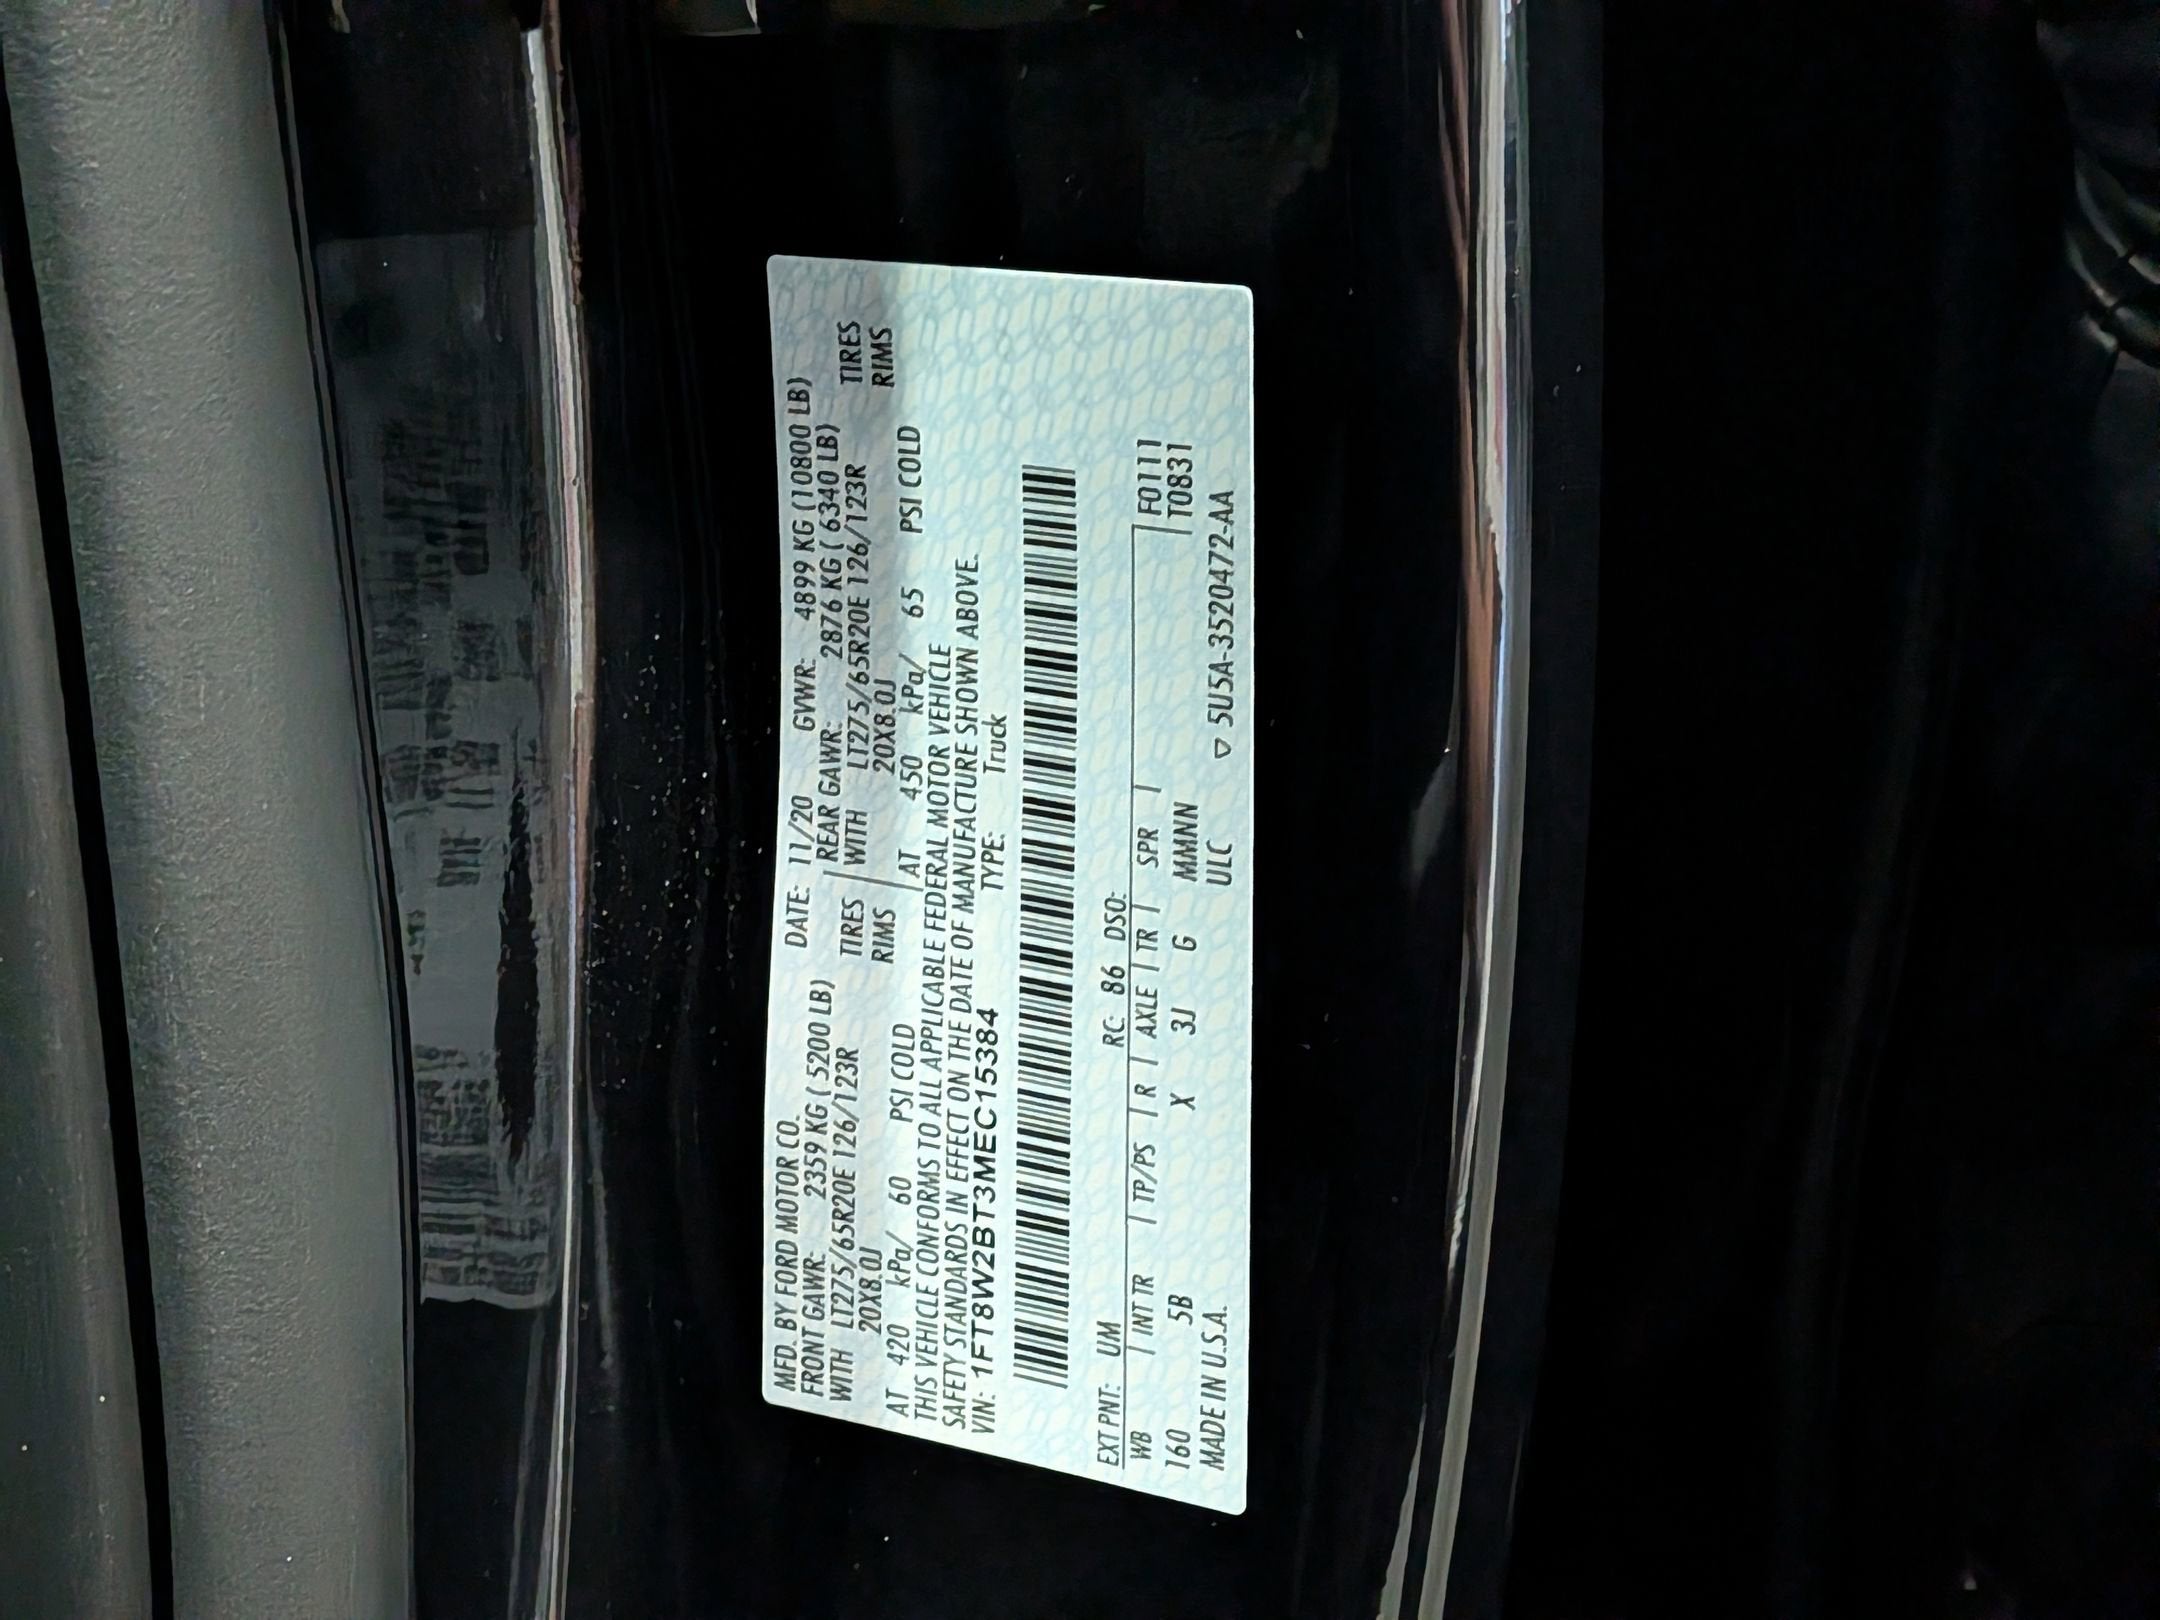 MFD. BY FORD MOTOR CO. DATE: 11/20 GVWR: 4899 KG (10800 LB)
FRONT GAWR: 2359 KG ( 5200 LB) REAR GAWR: 2876 KG ( 6340 LB)
WITH LT275/65R20E 126/123R TIRES WITH LT275/65R20E 126/123R TIRES
20X8.0J RIMS 20X8.0J RIMS
AT 420 kPa/ 60 PSI COLD AT 450 kPa/ 65 PSI COLD
THIS VEHICLE CONFORMS TO ALL APPLICABLE FEDERAL MOTOR VEHICLE
SAFETY STANDARDS IN EFFECT ON THE DATE OF MANUFACTURE SHOWN ABOVE.
VIN: 1FT8W2BT3MEC15384 TYPE: Truck
EXT PNT: UM RC: 86 DSO:
WB | INT TR | TP/PS | R | AXLE | TR | SPR | F0111
160 5B X 3J G MMMNN T0831
MADE IN U.S.A. ULC ▽ 5U5A-3520472-AA